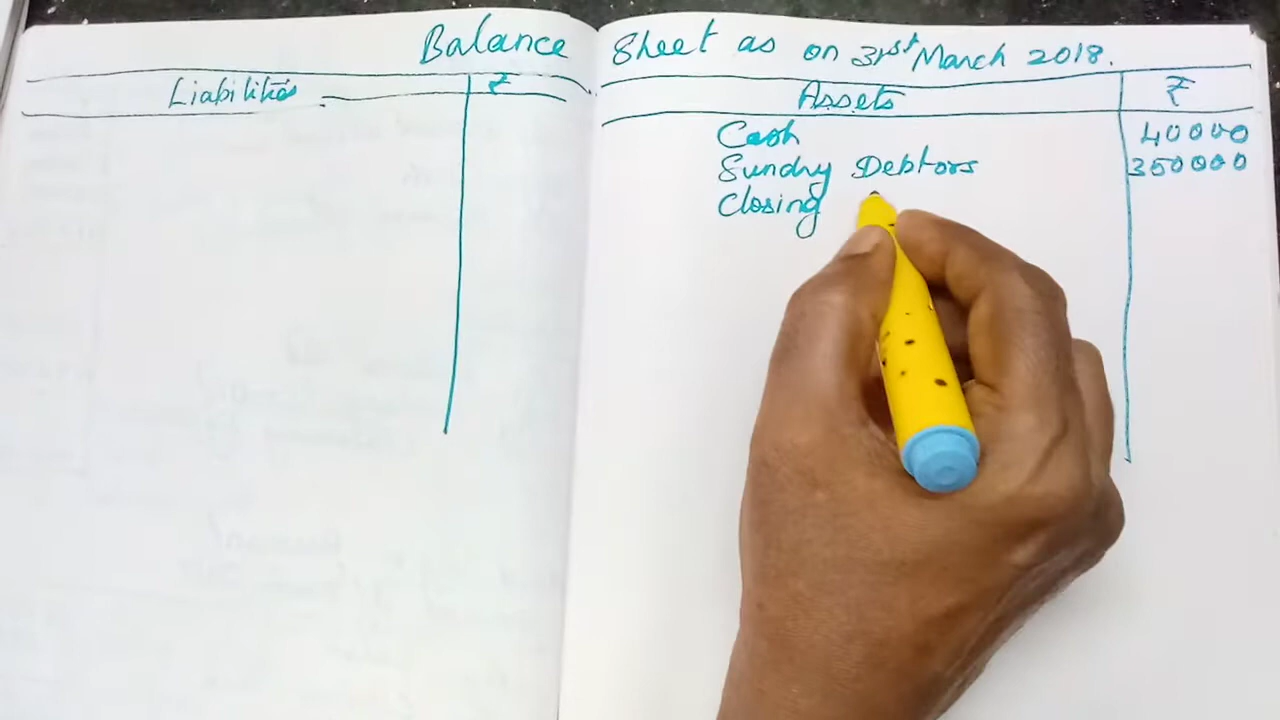 Balance Sheet as on 31st March 2018.
Liabilities ₹ Assets ₹
Cash 40000
Sundry Debtors 350000
Closing